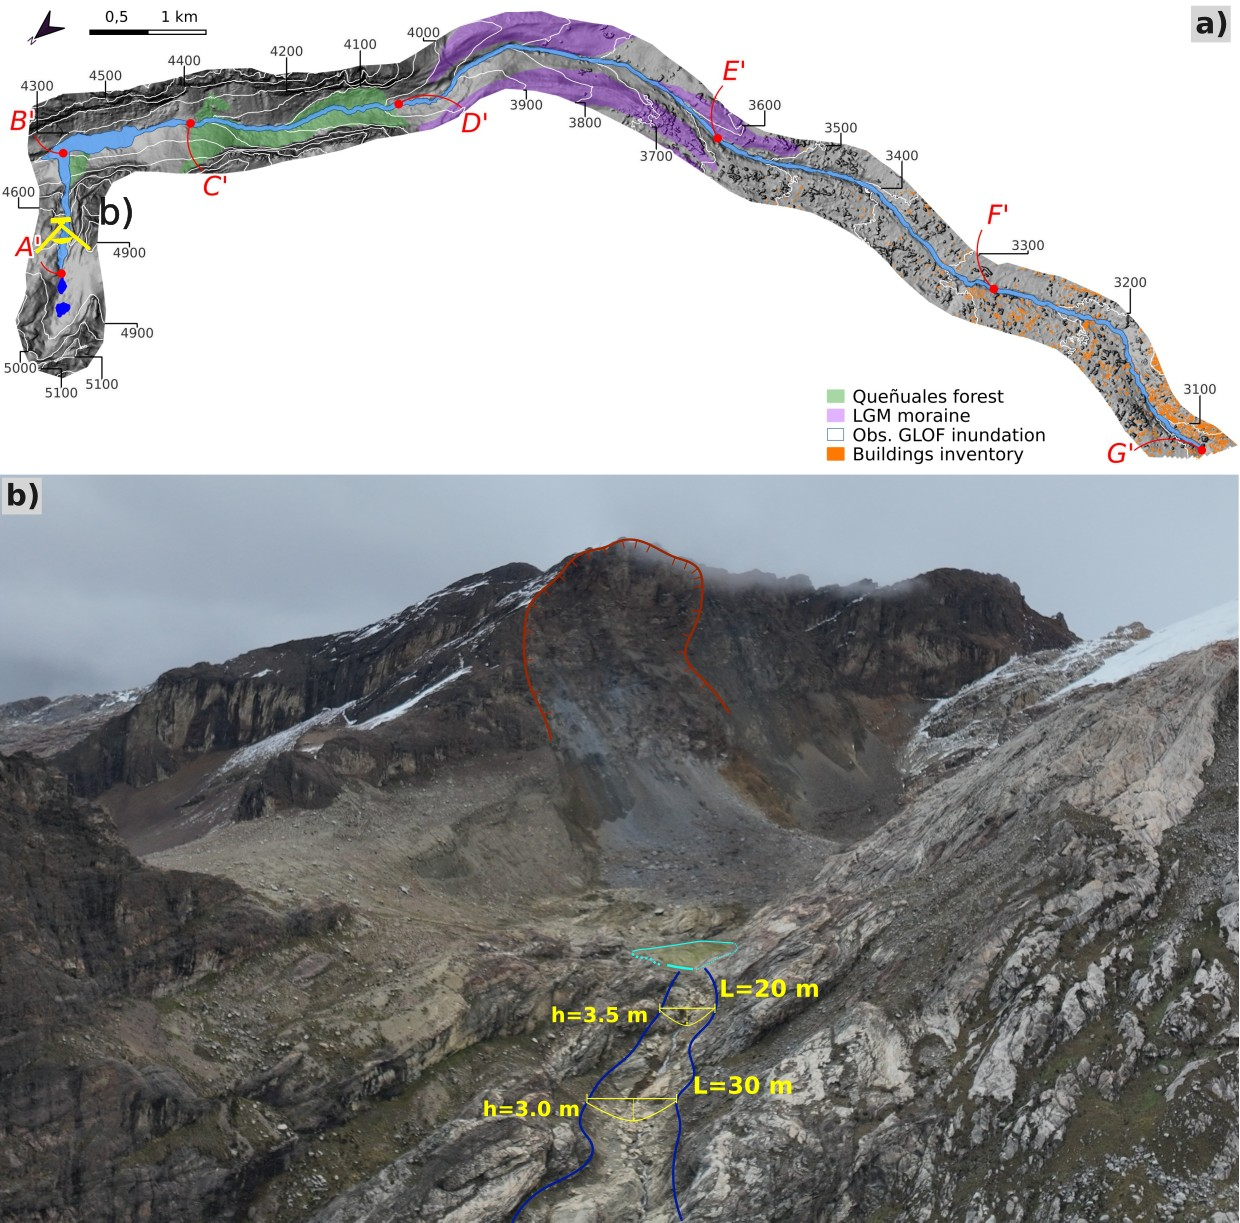 a)
0,5 1 km
N
4000
4100
4200
4400
4500
4300
B'
C'
D'
E'
3900
3800
3700
3600
3500
3400
F'
3300
3200
3100
G'
4600
b)
A'
4900
4900
5000
5100
5100
Queñuales forest
LGM moraine
Obs. GLOF inundation
Buildings inventory
b)
L=20 m
h=3.5 m
L=30 m
h=3.0 m